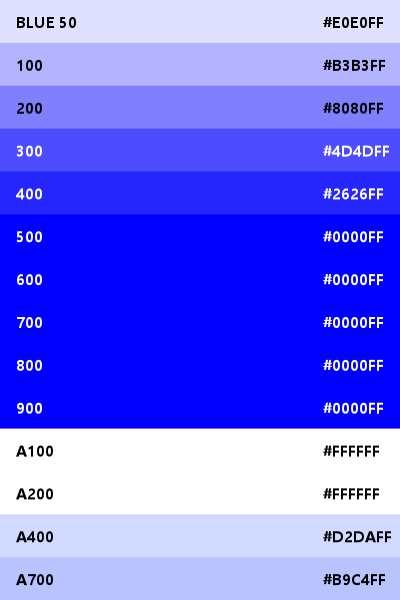 BLUE 50 #E0E0FF
100 #B3B3FF
200 #8080FF
300 #4D4DFF
400 #2626FF
500 #0000FF
600 #0000FF
700 #0000FF
800 #0000FF
900 #0000FF
A100 #FFFFFF
A200 #FFFFFF
A400 #D2DAFF
A700 #B9C4FF